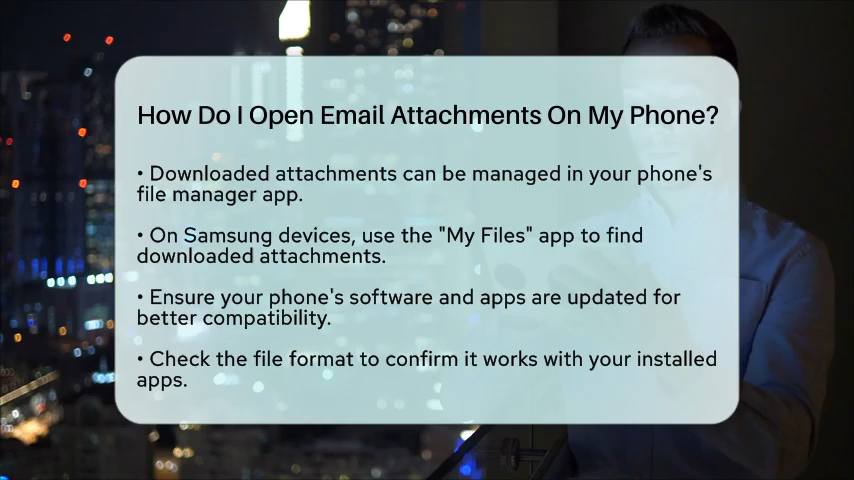 How Do I Open Email Attachments On My Phone?
• Downloaded attachments can be managed in your phone's
file manager app.
• On Samsung devices, use the "My Files" app to find
downloaded attachments.
• Ensure your phone's software and apps are updated for
better compatibility.
• Check the file format to confirm it works with your installed
apps.